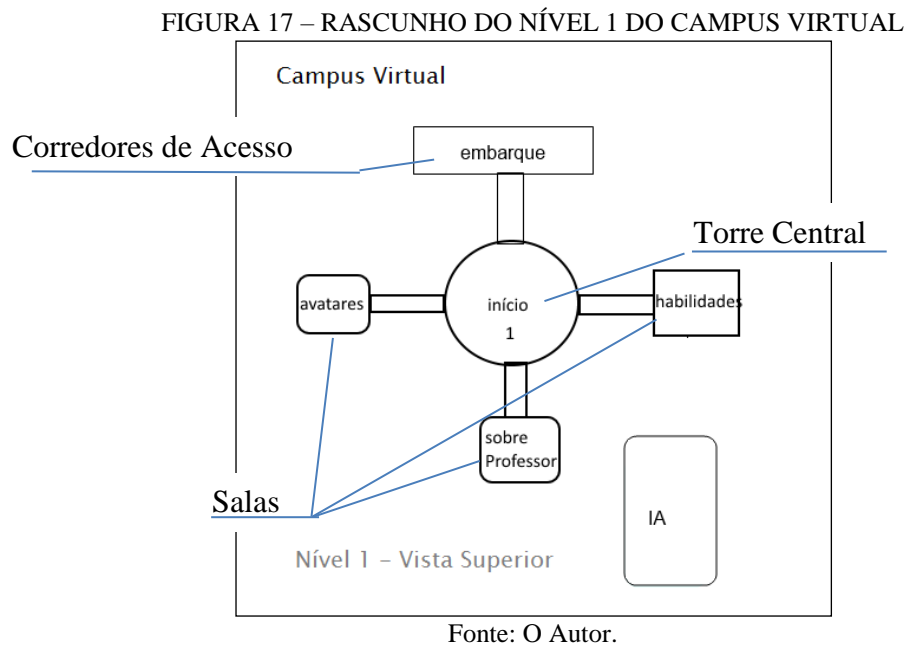 FIGURA 17 – RASCUNHO DO NÍVEL 1 DO CAMPUS VIRTUAL
Campus Virtual
Corredores de Acesso
embarque
Torre Central
avatares
início
1
habilidades
sobre
Professor
Salas
IA
Nível 1 – Vista Superior
Fonte: O Autor.